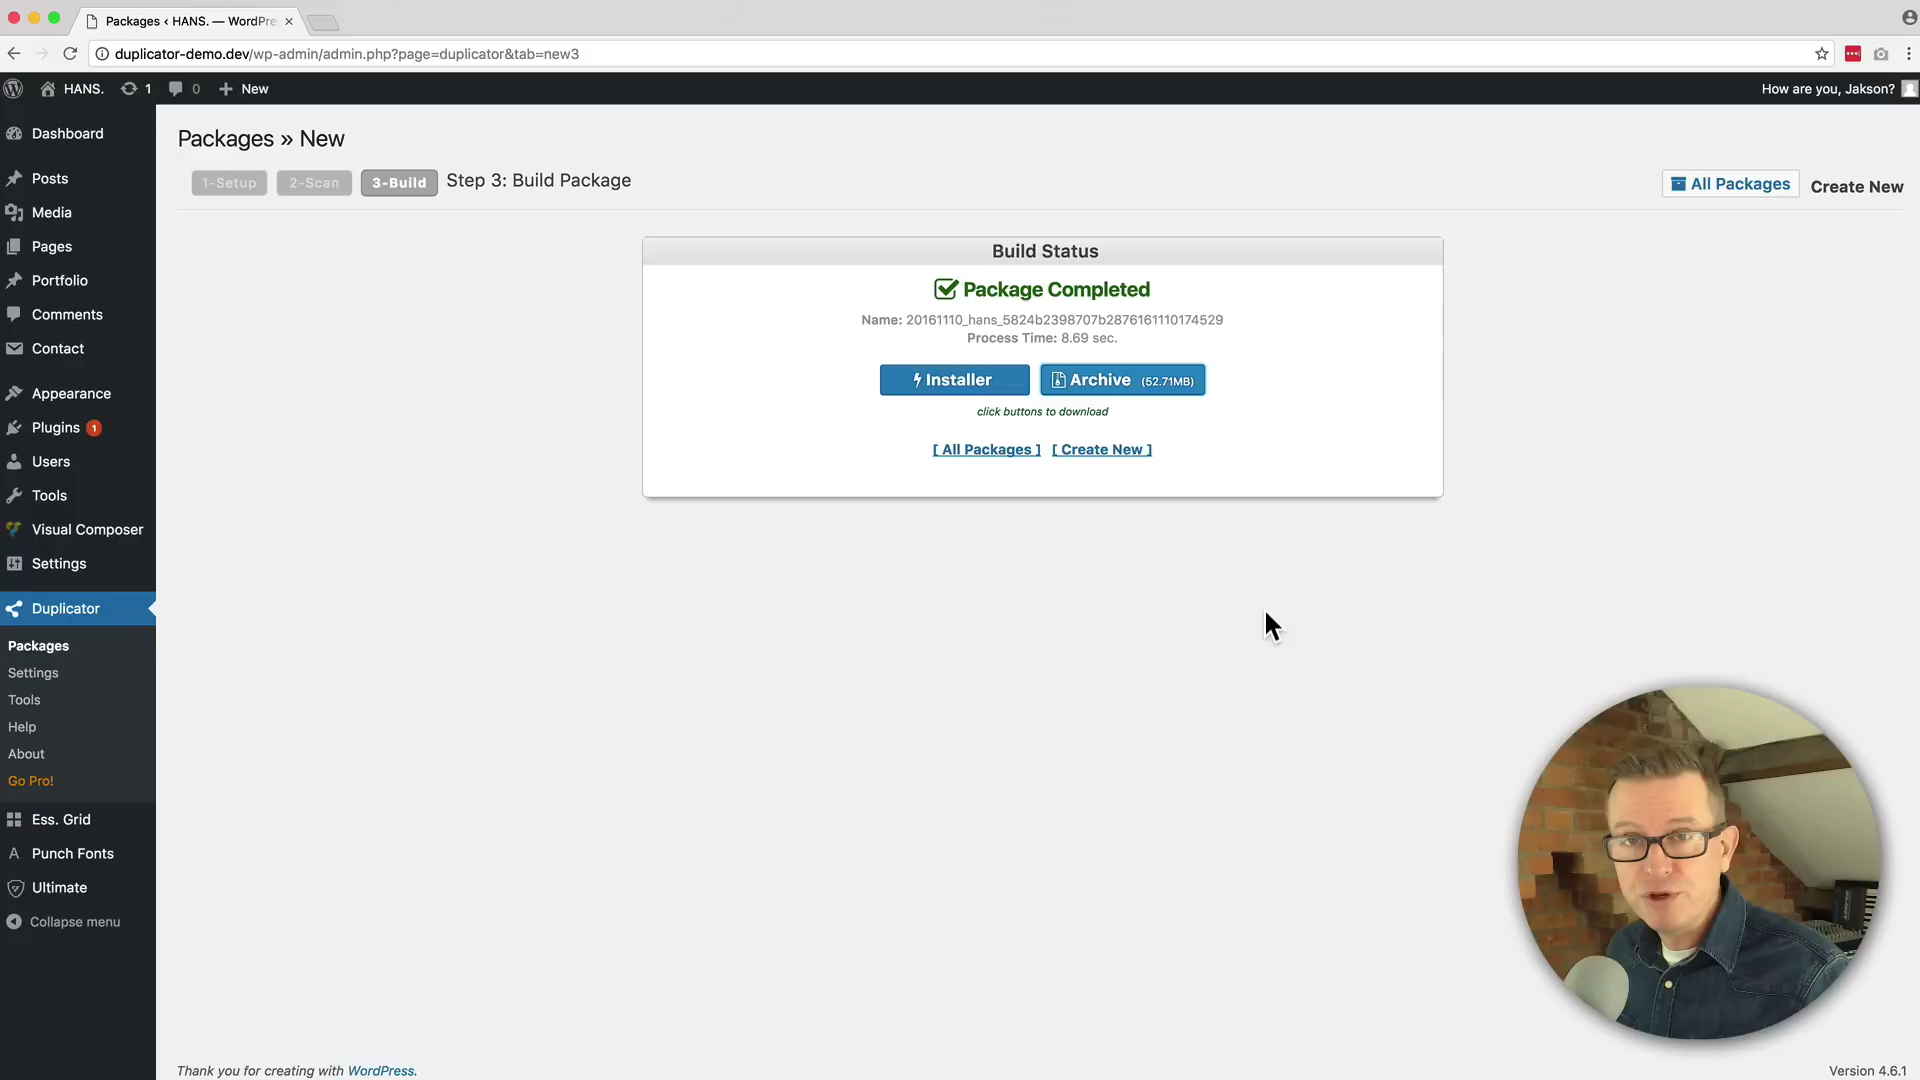 Packages ‹ HANS. — WordPre
duplicator-demo.dev/wp-admin/admin.php?page=duplicator&tab=new3
HANS.
1
0
New
How are you, Jakson?
Dashboard
Posts
Media
Pages
Portfolio
Comments
Contact
Appearance
Plugins 1
Users
Tools
Visual Composer
Settings
Duplicator
Packages
Settings
Tools
Help
About
Go Pro!
Ess. Grid
Punch Fonts
Ultimate
Collapse menu
Packages » New
1-Setup 2-Scan 3-Build Step 3: Build Package
All Packages Create New
Build Status
Package Completed
Name: 20161110_hans_5824b2398707b2876161110174529
Process Time: 8.69 sec.
Installer Archive (52.71MB)
click buttons to download
[ All Packages ] [ Create New ]
Thank you for creating with WordPress.
Version 4.6.1